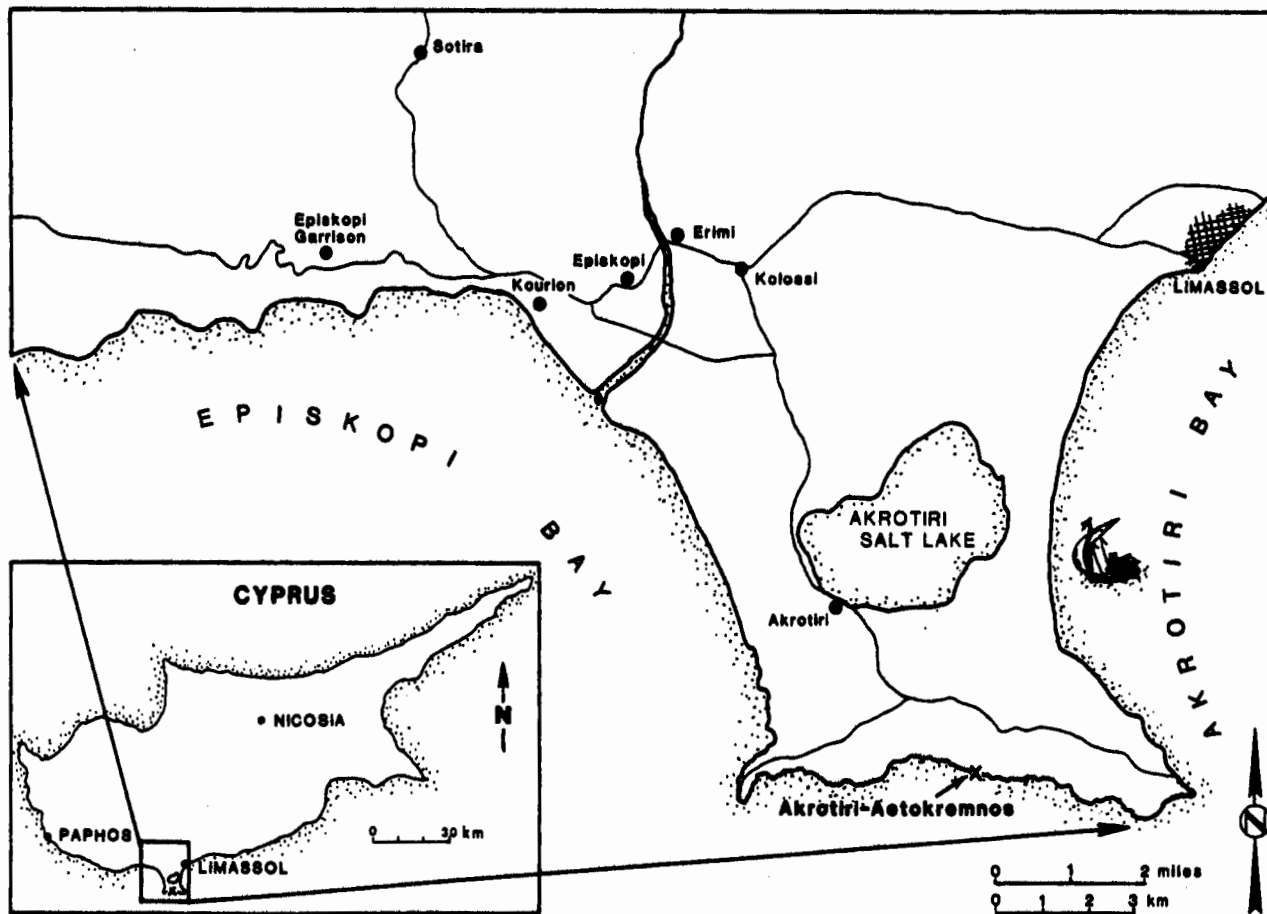 Sotira
Episkopi
Garrison
Erimi
Episkopi
Kolossi
Kourion
LIMASSOL
EPISKOPI BAY
AKROTIRI BAY
AKROTIRI
SALT LAKE
Akrotiri
Akrotiri-Aetokremnos
CYPRUS
N
NICOSIA
PAPHOS
LIMASSOL
0 30 km
N
0 1 2 miles
0 1 2 3 km